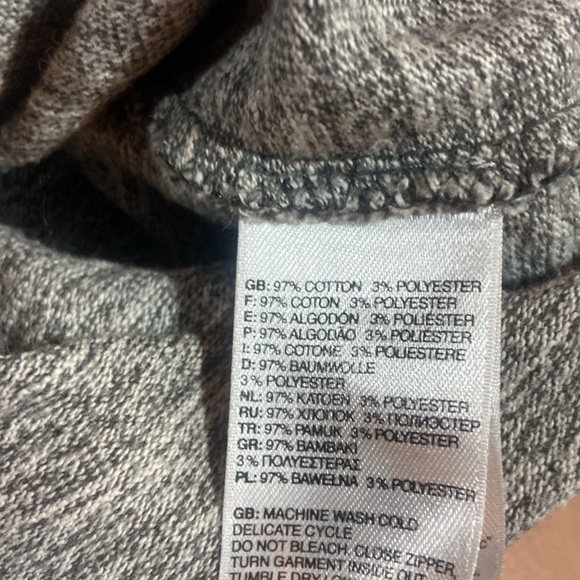 GB: 97% COTTON 3% POLYESTER
F: 97% COTON 3% POLYESTER
E: 97% ALGODÓN 3% POLIÉSTER
P: 97% ALGODÃO 3% POLIÉSTER
I: 97% COTONE 3% POLIESTERE
D: 97% BAUMWOLLE
3% POLYESTER
NL: 97% KATOEN 3% POLYESTER
RU: 97% ХЛОПОК 3% ПОЛИЭСТЕР
TR: 97% PAMUK 3% POLYESTER
GR: 97% ΒΑΜΒΑΚΙ
3% ΠΟΛΥΕΣΤΕΡΑΣ
PL: 97% BAWEŁNA 3% POLYESTER
GB: MACHINE WASH COLD
DELICATE CYCLE
DO NOT BLEACH CLOSE ZIPPER
TURN GARMENT INSIDE OUT
TUMBLE DRY